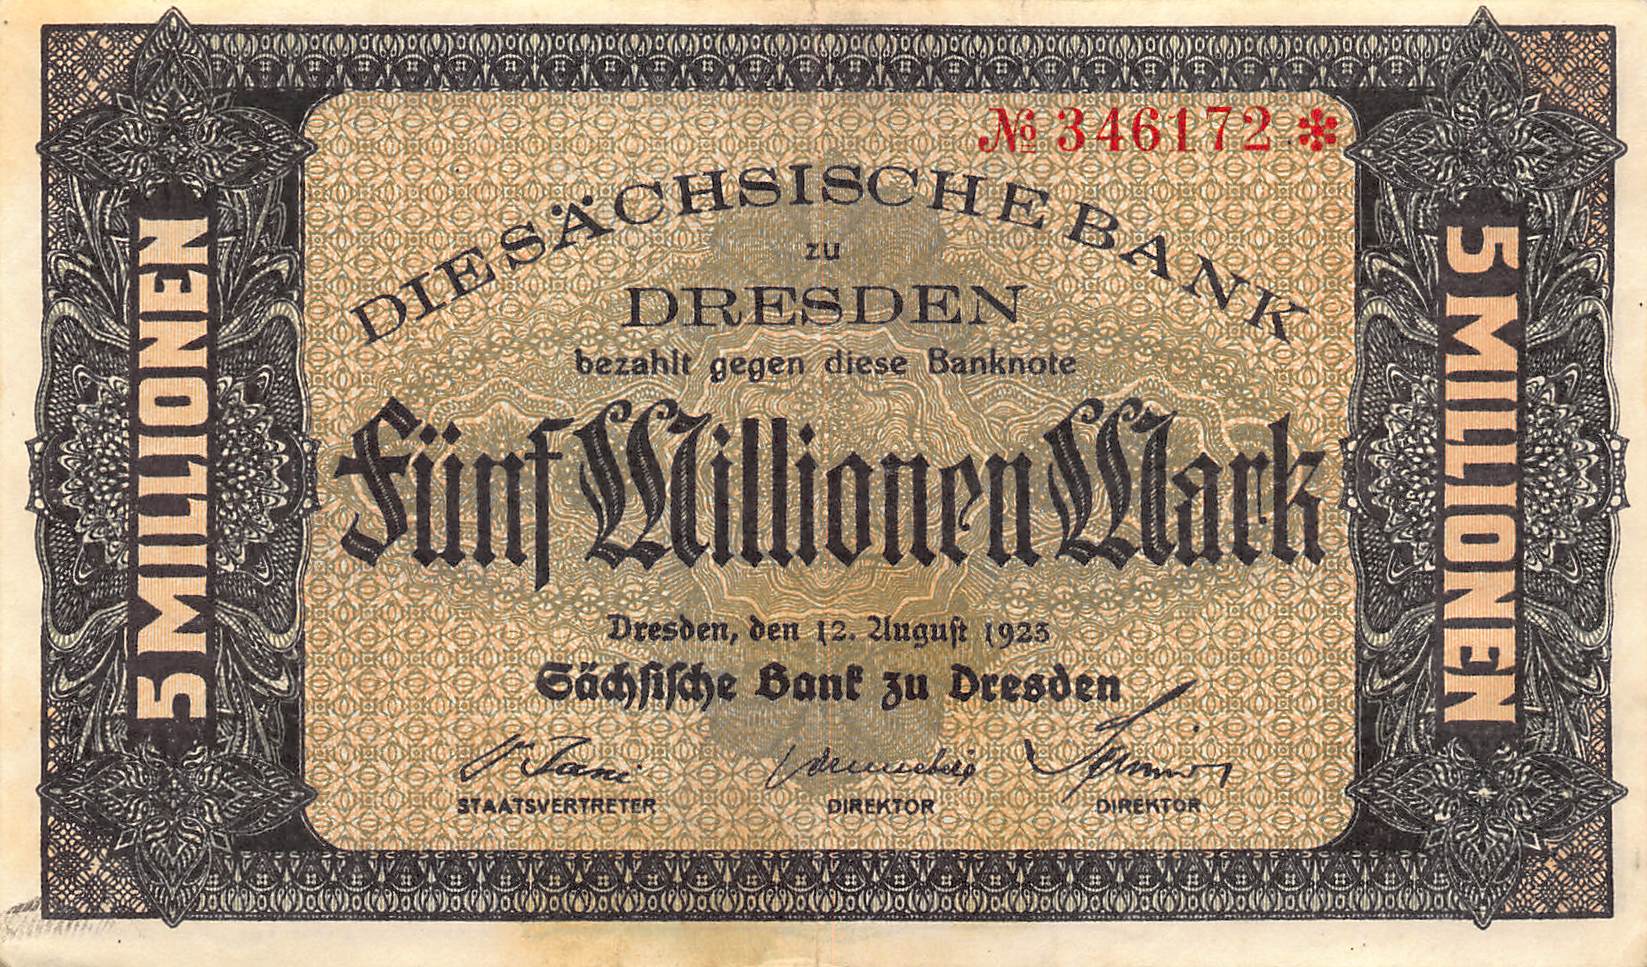 5 MILLIONEN
№ 346172 *
DIE SÄCHSISCHE BANK
zu
DRESDEN
bezahlt gegen diese Banknote
Fünf Millionen Mark
Dresden, den 12. August 1923
Sächsische Bank zu Dresden
STAATSVERTRETER DIREKTOR DIREKTOR
5 MILLIONEN